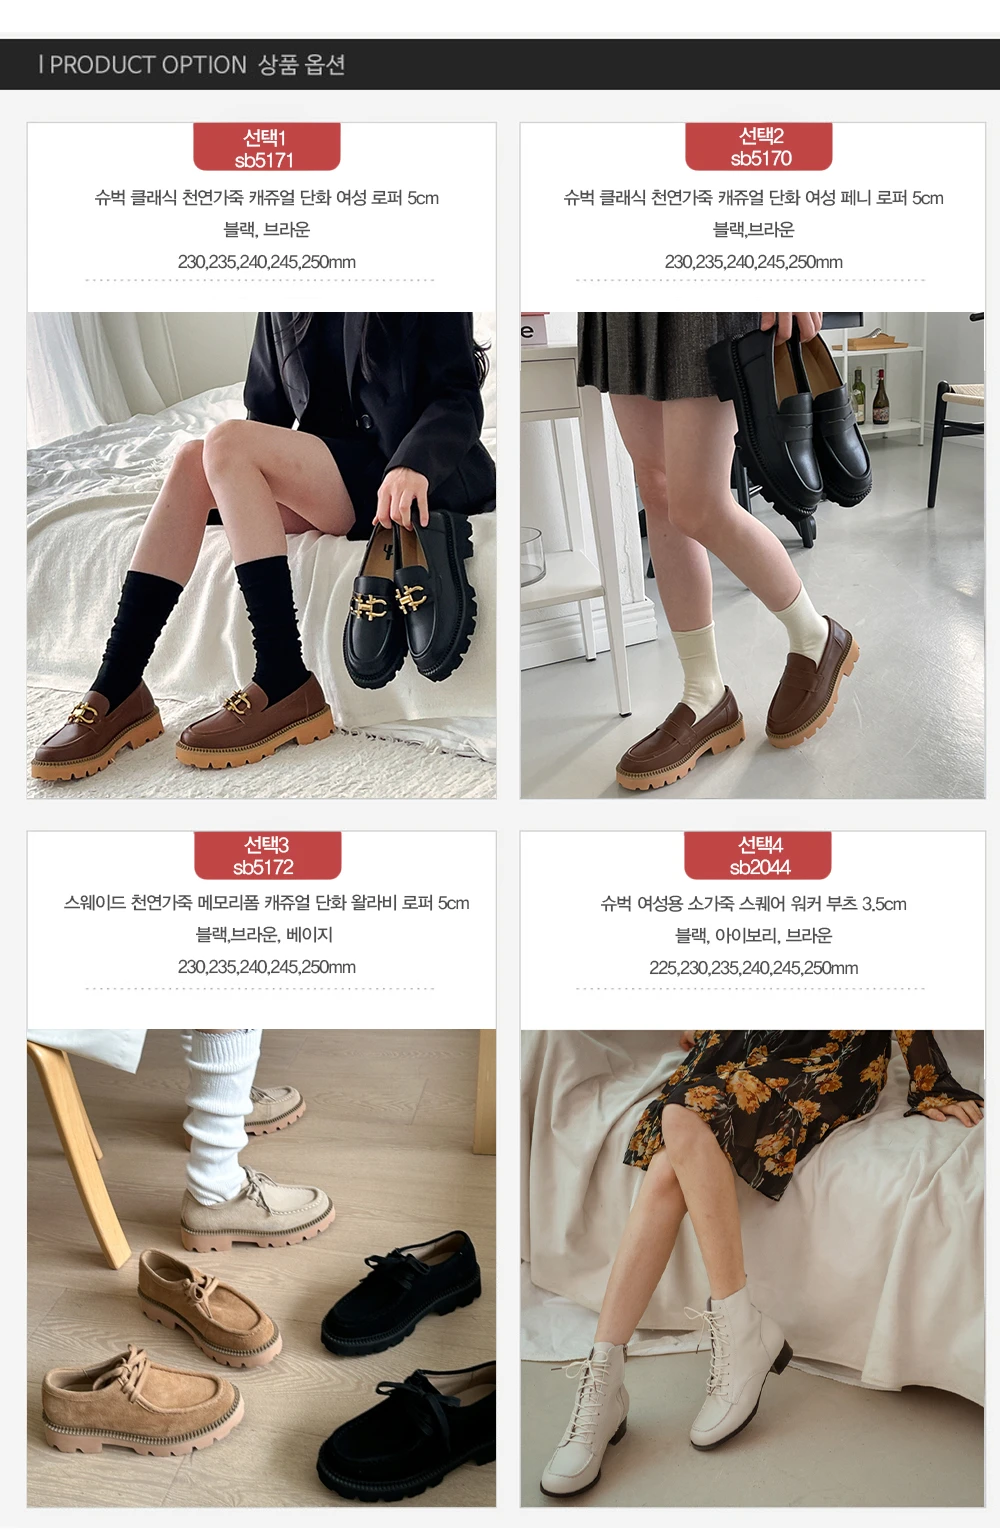 | PRODUCT OPTION 상품 옵션
선택1
sb5171
슈벅 클래식 천연가죽 캐쥬얼 단화 여성 로퍼 5cm
블랙, 브라운
230,235,240,245,250mm
선택2
sb5170
슈벅 클래식 천연가죽 캐쥬얼 단화 여성 페니 로퍼 5cm
블랙,브라운
230,235,240,245,250mm
e
선택3
sb5172
스웨이드 천연가죽 메모리폼 캐쥬얼 단화 왈라비 로퍼 5cm
블랙,브라운, 베이지
230,235,240,245,250mm
선택4
sb2044
슈벅 여성용 소가죽 스퀘어 워커 부츠 3.5cm
블랙, 아이보리, 브라운
225,230,235,240,245,250mm